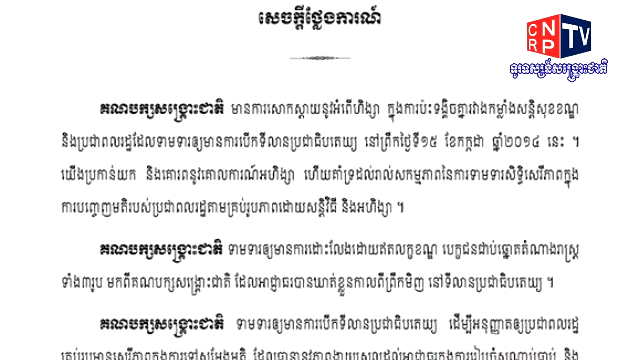 សេចក្ដីថ្លែងការណ៍
CNRP TV
ទូរទស្សន៍សង្គ្រោះជាតិ
គណបក្សសង្គ្រោះជាតិ មានការសោកស្ដាយនូវអំពើហិង្សា ក្នុងការប៉ះទង្គិចគ្នារវាងកម្លាំងសន្ដិសុខខណ្ឌ
និងប្រជាពលរដ្ឋដែលទាមទារឲ្យមានការបើកទីលានប្រជាធិបតេយ្យ នៅព្រឹកថ្ងៃទី១៥ ខែកក្កដា ឆ្នាំ២០១៤ នេះ ។
យើងប្រកាន់យក និងគោរពនូវគោលការណ៍អហិង្សា ហើយគាំទ្រដល់រាល់សកម្មភាពនៃការទាមទារសិទ្ធិសេរីភាពក្នុង
ការបញ្ចេញមតិរបស់ប្រជាពលរដ្ឋតាមគ្រប់រូបភាពដោយសន្ដិវិធី និងអហិង្សា ។
គណបក្សសង្គ្រោះជាតិ ទាមទារឲ្យមានការដោះលែងដោយឥតលក្ខខណ្ឌ បេក្ខជនជាប់ឆ្នោតតំណាងរាស្ត្រ
ទាំង៣រូប មកពីគណបក្សសង្គ្រោះជាតិ ដែលអាជ្ញាធរបានឃាត់ខ្លួនកាលពីព្រឹកមិញ នៅទីលានប្រជាធិបតេយ្យ ។
គណបក្សសង្គ្រោះជាតិ ទាមទារឲ្យមានការបើកទីលានប្រជាធិបតេយ្យ ដើម្បីអនុញ្ញាតឲ្យប្រជាពលរដ្ឋ